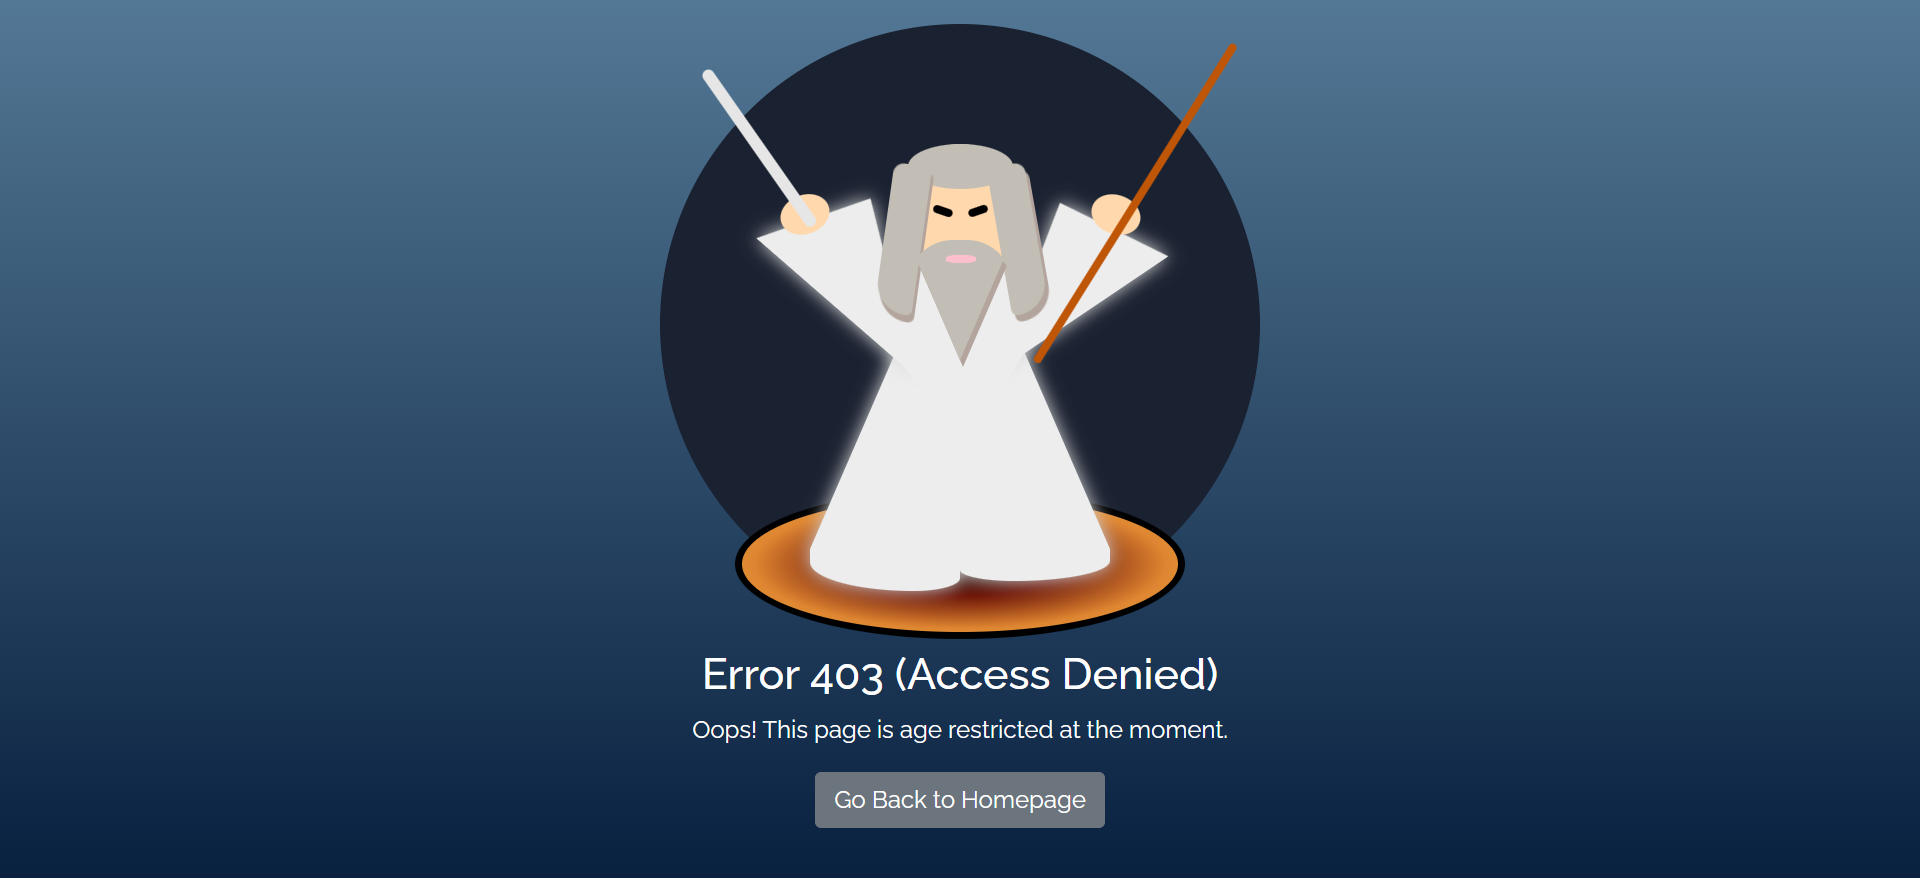 Error 403 (Access Denied)
Oops! This page is age restricted at the moment.
Go Back to Homepage